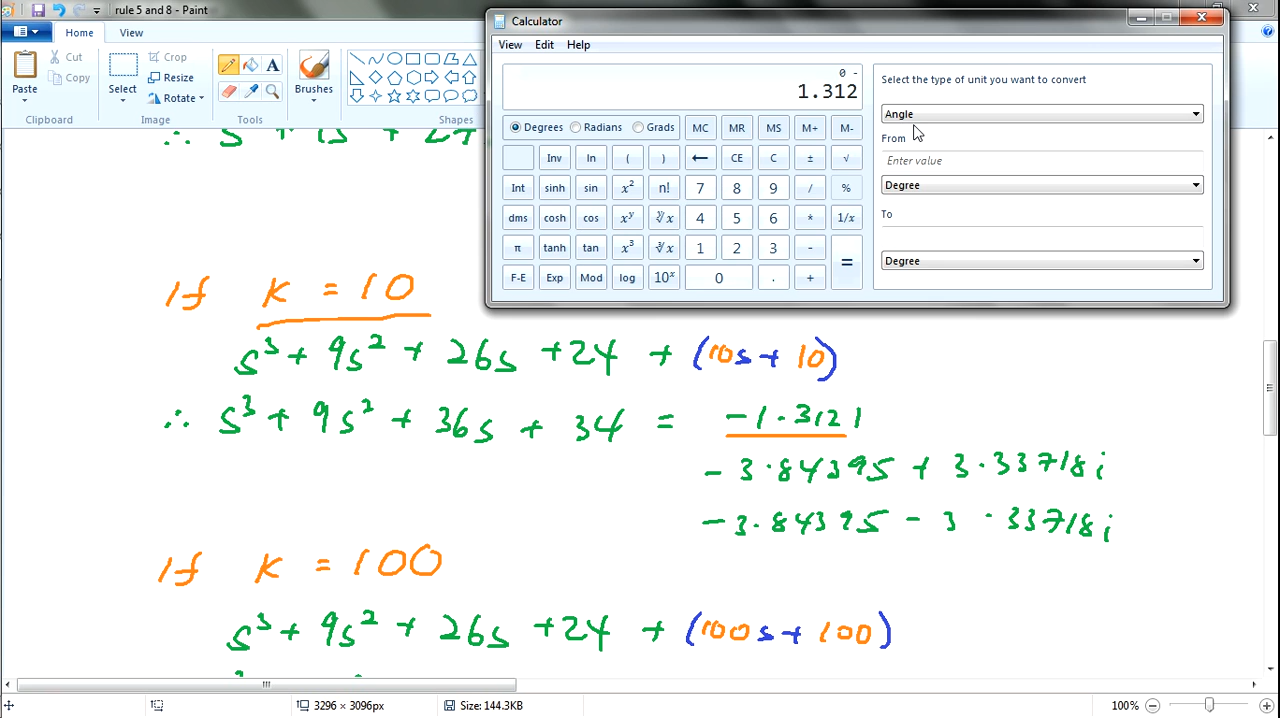 rule 5 and 8 - Paint
Home View
Cut
Copy
Paste
Clipboard
Select
Crop
Resize
Rotate
Image
A
Tools
Brushes
Shapes
Calculator
View Edit Help
0 -
1.312
Degrees Radians Grads MC MR MS M+ M-
Inv ln ( ) ← CE C ± √
Int sinh sin x² n! 7 8 9 / %
dms cosh cos xʸ ʸ√x 4 5 6 * 1/x
π tanh tan x³ ³√x 1 2 3 - =
F-E Exp Mod log 10ˣ 0 . +
Select the type of unit you want to convert
Angle
From
Enter value
Degree
To
Degree
If K = 10
s³ + 9s² + 26s + 24 + (10s + 10)
∴ s³ + 9s² + 36s + 34 = -1.3121
-3.84395 + 3.33718i
-3.84395 - 3.33718i
If K = 100
s³ + 9s² + 26s + 24 + (100s + 100)
3296 × 3096px
Size: 144.3KB
100%